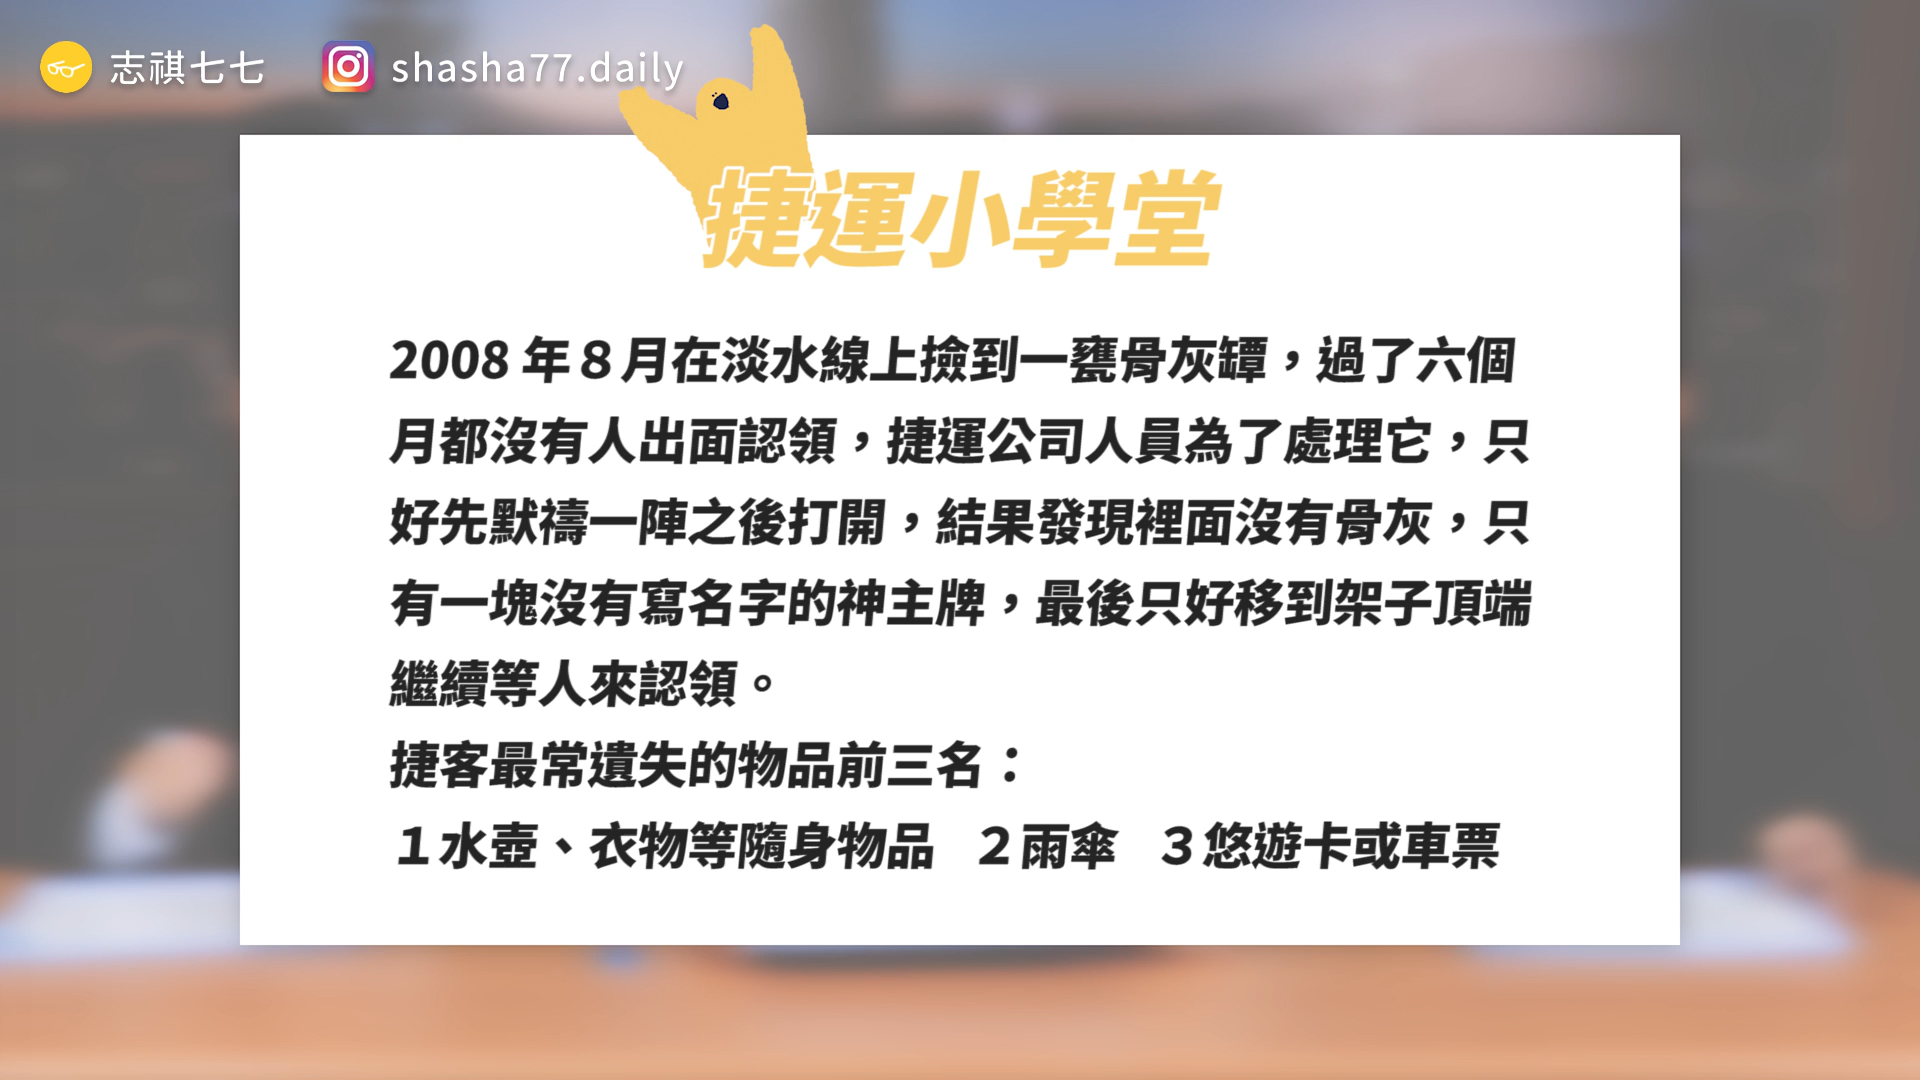 志祺七七 shasha77.daily
捷運小學堂
2008 年８月在淡水線上撿到一甕骨灰罈，過了六個
月都沒有人出面認領，捷運公司人員為了處理它，只
好先默禱一陣之後打開，結果發現裡面沒有骨灰，只
有一塊沒有寫名字的神主牌，最後只好移到架子頂端
繼續等人來認領。
捷客最常遺失的物品前三名：
１水壺、衣物等隨身物品 ２雨傘 ３悠遊卡或車票